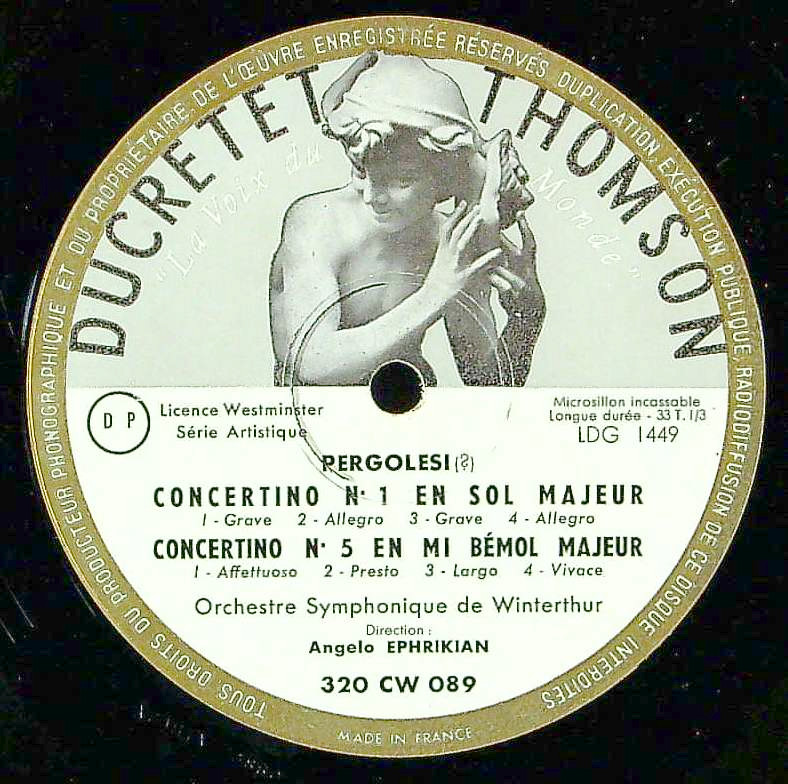 TOUS DROITS DU PRODUCTEUR PHONOGRAPHIQUE ET DU PROPRIÉTAIRE DE L'ŒUVRE ENREGISTRÉE RÉSERVÉS DUPLICATION, EXÉCUTION PUBLIQUE RADIODIFFUSION DE CE DISQUE INTERDITES
DUCRETET THOMSON
"La Voix du Monde"
D P
Licence Westminster
Série Artistique
Microsillon incassable
Longue durée - 33 T. 1/3
LDG 1449
PERGOLESI (?)
CONCERTINO N° 1 EN SOL MAJEUR
1 - Grave 2 - Allegro 3 - Grave 4 - Allegro
CONCERTINO N° 5 EN MI BÉMOL MAJEUR
1 - Affettuoso 2 - Presto 3 - Largo 4 - Vivace
Orchestre Symphonique de Winterthur
Direction :
Angelo EPHRIKIAN
320 CW 089
MADE IN FRANCE